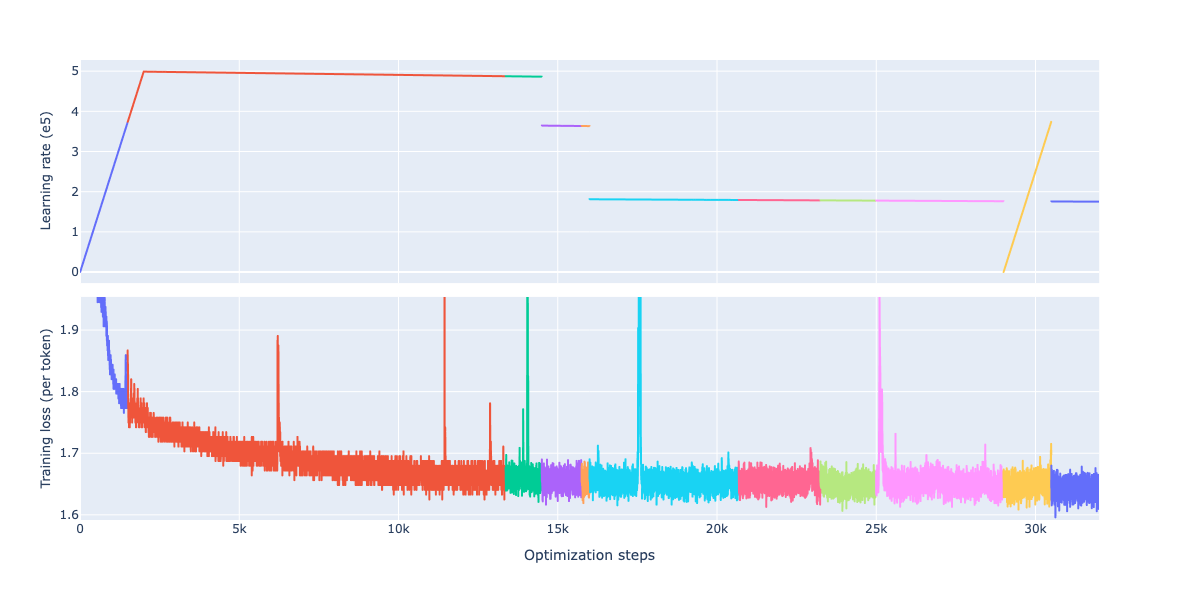 Learning rate (e5)
5
4
3
2
1
0
Training loss (per token)
1.9
1.8
1.7
1.6
0 5k 10k 15k 20k 25k 30k
Optimization steps